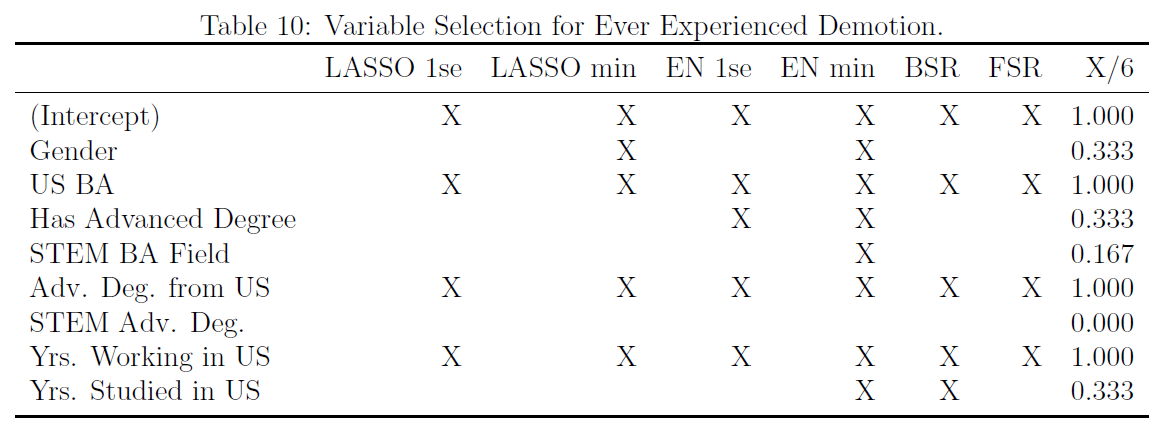 Table 10: Variable Selection for Ever Experienced Demotion.
LASSO 1se LASSO min EN 1se EN min BSR FSR X/6
(Intercept) X X X X X X 1.000
Gender X X 0.333
US BA X X X X X X 1.000
Has Advanced Degree X X 0.333
STEM BA Field X 0.167
Adv. Deg. from US X X X X X X 1.000
STEM Adv. Deg. 0.000
Yrs. Working in US X X X X X X 1.000
Yrs. Studied in US X X 0.333